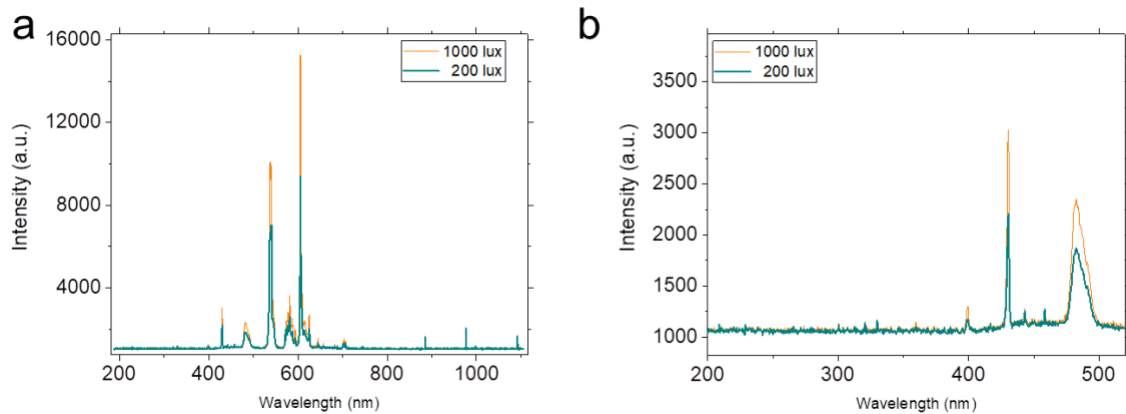 a
16000
12000
8000
4000
Intensity (a.u.)
1000 lux
200 lux
200 400 600 800 1000
Wavelength (nm)
b
3500
3000
2500
2000
1500
1000
Intensity (a.u.)
1000 lux
200 lux
200 300 400 500
Wavelength (nm)